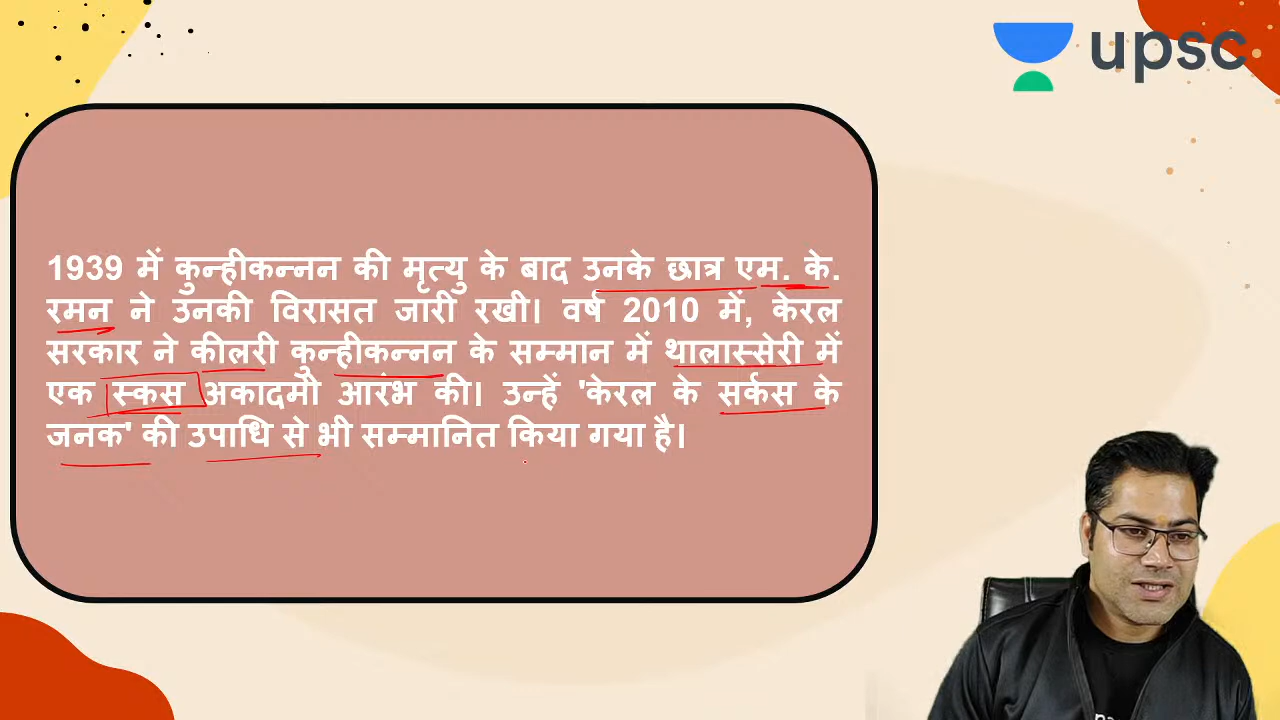 upsc
1939 में कुन्हीकन्नन की मृत्यु के बाद उनके छात्र एम. के.
रमन ने उनकी विरासत जारी रखी। वर्ष 2010 में, केरल
सरकार ने कीलरी कुन्हीकन्नन के सम्मान में थालास्सेरी में
एक सर्कस अकादमी आरंभ की। उन्हें 'केरल के सर्कस के
जनक' की उपाधि से भी सम्मानित किया गया है।